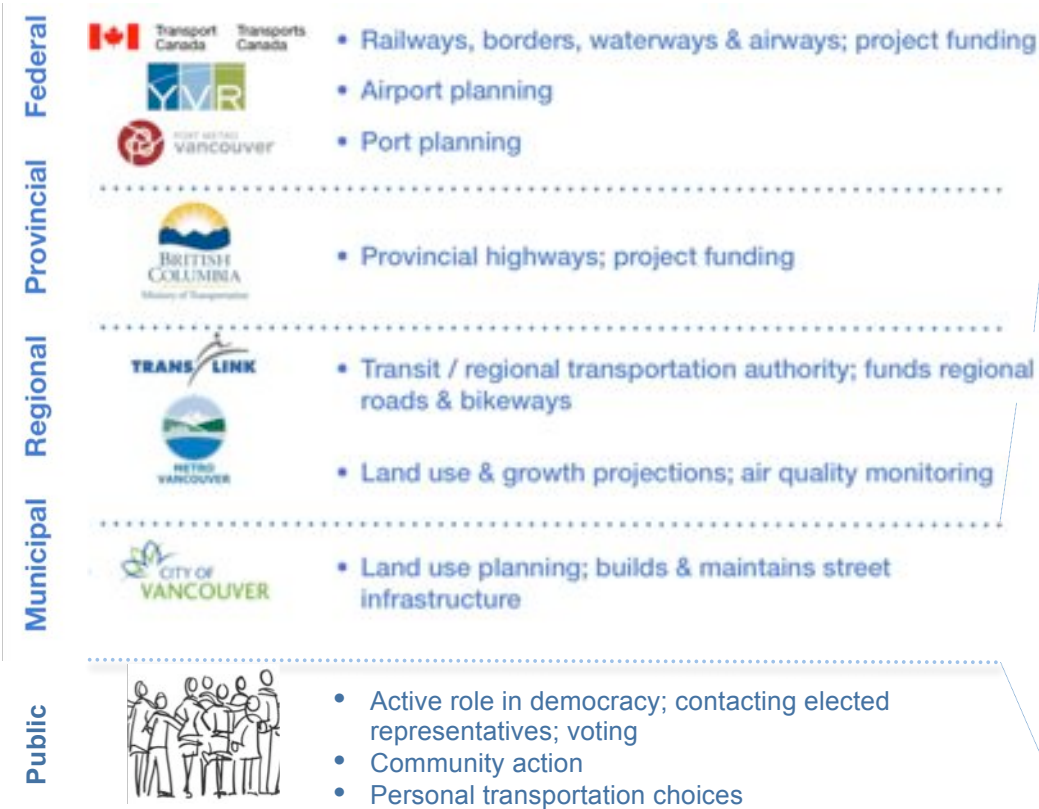 Federal
Transport Transports
Canada Canada
• Railways, borders, waterways & airways; project funding
YVR
• Airport planning
PORT METRO
vancouver
• Port planning
Provincial
BRITISH
COLUMBIA
Ministry of Transportation
• Provincial highways; project funding
Regional
TRANS LINK
• Transit / regional transportation authority; funds regional
roads & bikeways
METRO
VANCOUVER
• Land use & growth projections; air quality monitoring
Municipal
CITY OF
VANCOUVER
• Land use planning; builds & maintains street
infrastructure
Public
• Active role in democracy; contacting elected
representatives; voting
• Community action
• Personal transportation choices